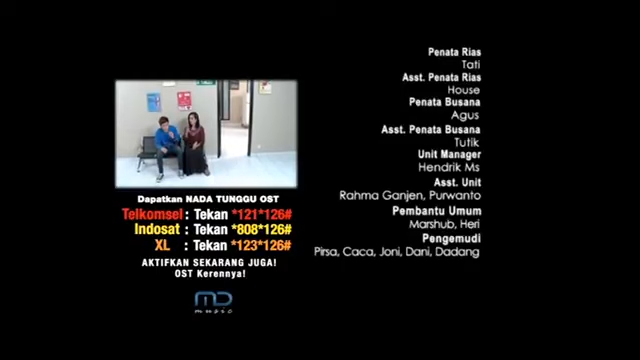 Dapatkan NADA TUNGGU OST
Telkomsel : Tekan *121*126#
Indosat : Tekan *808*126#
XL : Tekan *123*126#
AKTIFKAN SEKARANG JUGA!
OST Kerennya!
MD
music
Penata Rias
Tati
Asst. Penata Rias
House
Penata Busana
Agus
Asst. Penata Busana
Tutik
Unit Manager
Hendrik Ms
Asst. Unit
Rahma Ganjen, Purwanto
Pembantu Umum
Marshub, Heri
Pengemudi
Pirsa, Caca, Joni, Dani, Dadang